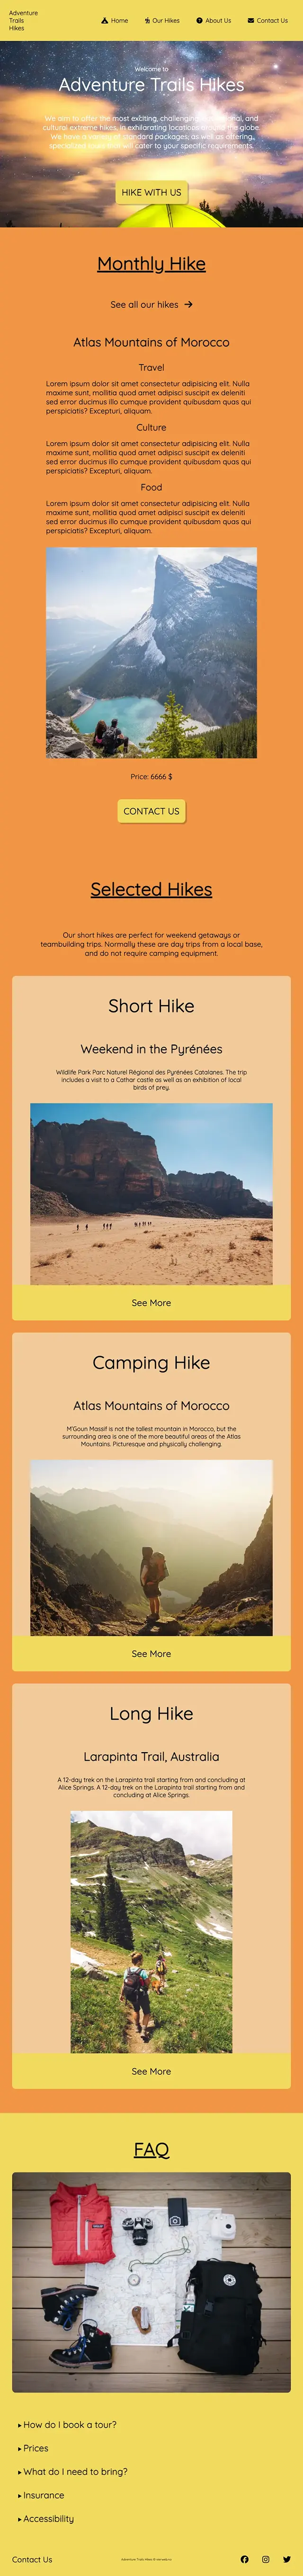 Adventure
Trails
Hikes
Home
Our Hikes
About Us
Contact Us
Welcome to
Adventure Trails Hikes
We aim to offer the most exciting, challenging, and
cultural extreme hikes, in exhilarating locations around the globe.
We have a variety of standard packages, as well as offering
specialized hikes that will cater to your specific requirements.
HIKE WITH US
Monthly Hike
See all our hikes →
Atlas Mountains of Morocco
Travel
Lorem ipsum dolor sit amet consectetur adipisicing elit. Nulla
maxime sunt, mollitia quod amet adipisci suscipit ex deleniti
sed error ducimus illo cumque provident quibusdam quas qui
perspiciatis? Excepturi, aliquam.
Culture
Lorem ipsum dolor sit amet consectetur adipisicing elit. Nulla
maxime sunt, mollitia quod amet adipisci suscipit ex deleniti
sed error ducimus illo cumque provident quibusdam quas qui
perspiciatis? Excepturi, aliquam.
Food
Lorem ipsum dolor sit amet consectetur adipisicing elit. Nulla
maxime sunt, mollitia quod amet adipisci suscipit ex deleniti
sed error ducimus illo cumque provident quibusdam quas qui
perspiciatis? Excepturi, aliquam.
Price: 6666 $
CONTACT US
Selected Hikes
Our short hikes are perfect for weekend getaways or
teambuilding trips. Normally these are day trips from a local base,
and do not require camping equipment.
Short Hike
Weekend in the Pyrénées
Wildlife Park Parc Naturel Régional des Pyrénées Catalanes. The trip
includes a visit to a Cathar castle as well as an exhibition of local
birds of prey.
See More
Camping Hike
Atlas Mountains of Morocco
M'Goun Massif is not the tallest mountain in Morocco, but the
surrounding area is one of the more beautiful areas of the Atlas
Mountains. Picturesque and physically challenging.
See More
Long Hike
Larapinta Trail, Australia
A 12-day trek on the Larapinta trail starting from and concluding at
Alice Springs. A 12-day trek on the Larapinta trail starting from and
concluding at Alice Springs.
See More
FAQ
▸ How do I book a tour?
▸ Prices
▸ What do I need to bring?
▸ Insurance
▸ Accessibility
Contact Us
Adventure Trails Hikes